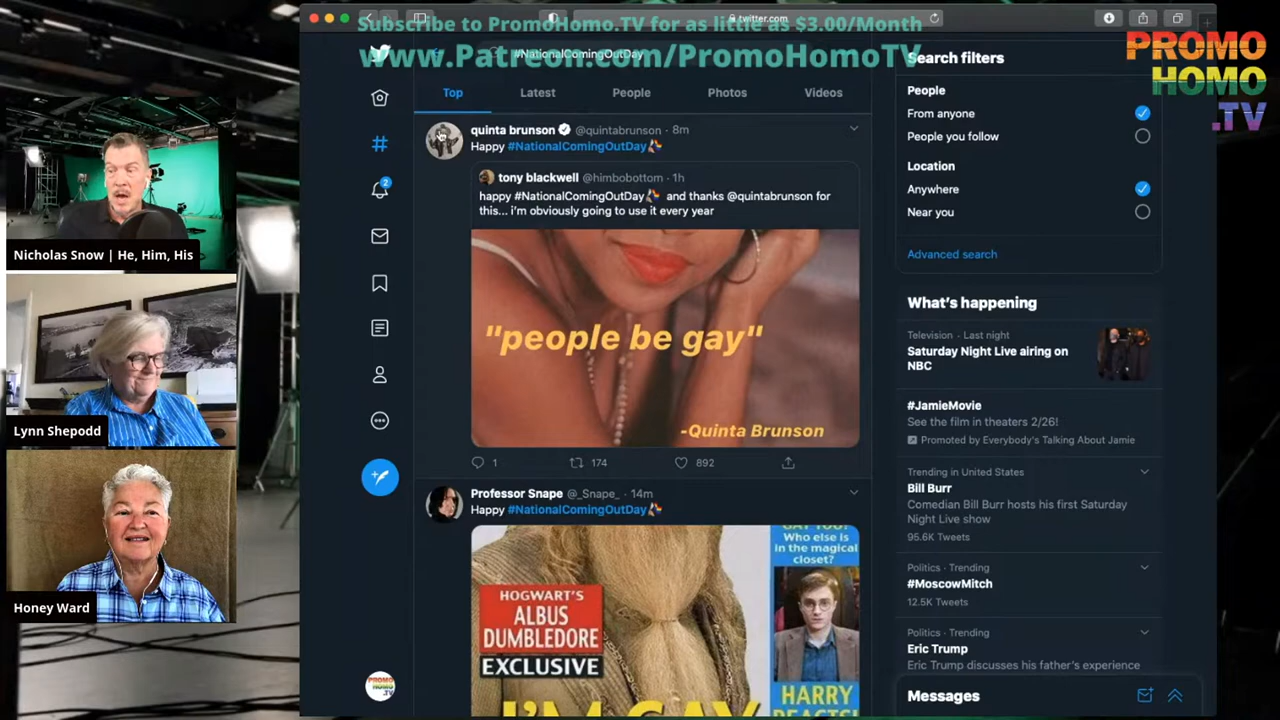 Subscribe to PromoHomo.TV for as little as $3.00/Month
www.Patreon.com/PromoHomoTV
twitter.com
#NationalComingOutDay
PROMO
HOMO
.TV
Nicholas Snow | He, Him, His
Lynn Shepodd
Honey Ward
2
Top
Latest
People
Photos
Videos
quinta brunson @quintabrunson · 8m
Happy #NationalComingOutDay
tony blackwell @himbobottom · 1h
happy #NationalComingOutDay and thanks @quintabrunson for
this... i'm obviously going to use it every year
"people be gay"
-Quinta Brunson
1
174
892
Professor Snape @_Snape_ · 14m
Happy #NationalComingOutDay
HOGWART'S
ALBUS
DUMBLEDORE
EXCLUSIVE
I'M GAY
GAY TOO!
Who else is
in the magical
closet?
HARRY
REACTS!
Search filters
People
From anyone
People you follow
Location
Anywhere
Near you
Advanced search
What's happening
Television · Last night
Saturday Night Live airing on
NBC
#JamieMovie
See the film in theaters 2/26!
Promoted by Everybody's Talking About Jamie
Trending in United States
Bill Burr
Comedian Bill Burr hosts his first Saturday
Night Live show
95.6K Tweets
Politics · Trending
#MoscowMitch
12.5K Tweets
Politics · Trending
Eric Trump
Eric Trump discusses his father's experience
Messages
PROMO
HOMO
.TV